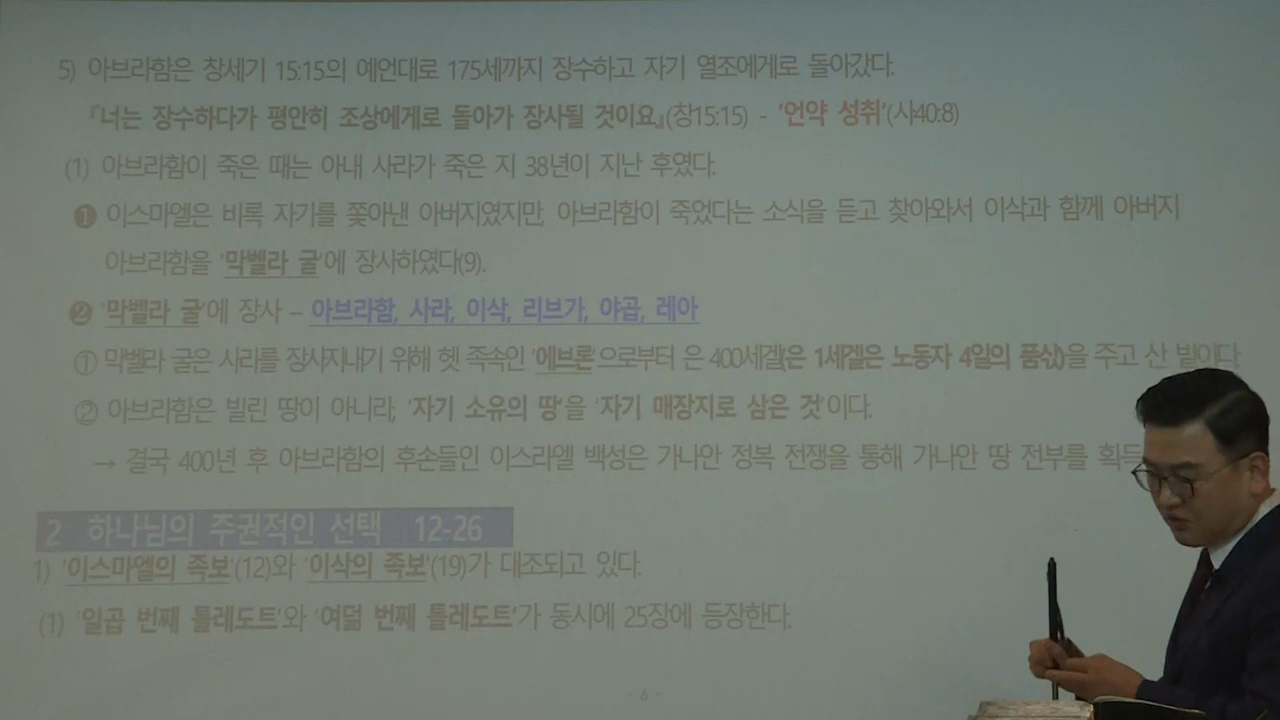 5) 아브라함은 창세기 15:15의 예언대로 175세까지 장수하고 자기 열조에게로 돌아갔다.
『너는 장수하다가 평안히 조상에게로 돌아가 장사될 것이요』(창15:15) - '언약 성취'(사40:8)
(1) 아브라함이 죽은 때는 아내 사라가 죽은 지 38년이 지난 후였다.
❶ 이스마엘은 비록 자기를 쫓아낸 아버지였지만, 아브라함이 죽었다는 소식을 듣고 찾아와서 이삭과 함께 아버지
아브라함을 '막벨라 굴'에 장사하였다(9).
❷ '막벨라 굴'에 장사 – 아브라함, 사라, 이삭, 리브가, 야곱, 레아
① 막벨라 굴은 사라를 장사지내기 위해 헷 족속인 '에브론'으로부터 은 400세겔(은 1세겔은 노동자 4일의 품삯)을 주고 산 밭이다.
② 아브라함은 빌린 땅이 아니라, '자기 소유의 땅'을 '자기 매장지로 삼은 것'이다.
→ 결국 400년 후 아브라함의 후손들인 이스라엘 백성은 가나안 정복 전쟁을 통해 가나안 땅 전부를 획득
2 하나님의 주권적인 선택 12-26
1) '이스마엘의 족보'(12)와 '이삭의 족보'(19)가 대조되고 있다.
(1) '일곱 번째 톨레도트'와 '여덟 번째 톨레도트'가 동시에 25장에 등장한다.
- 6 -